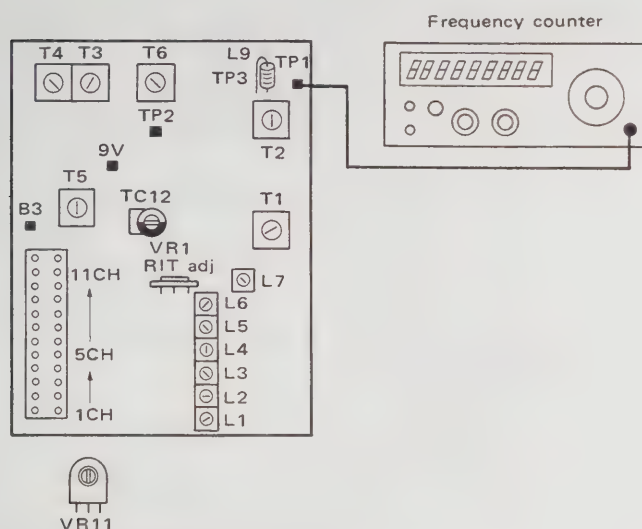 Frequency counter
T4 T3 T6 L9 TP1
TP3
TP2
T2
9V
T5
TC12
T1
B3
VR1
RIT adj
11CH
L7
L6
L5
5CH
L4
L3
L2
1CH
L1
VR11